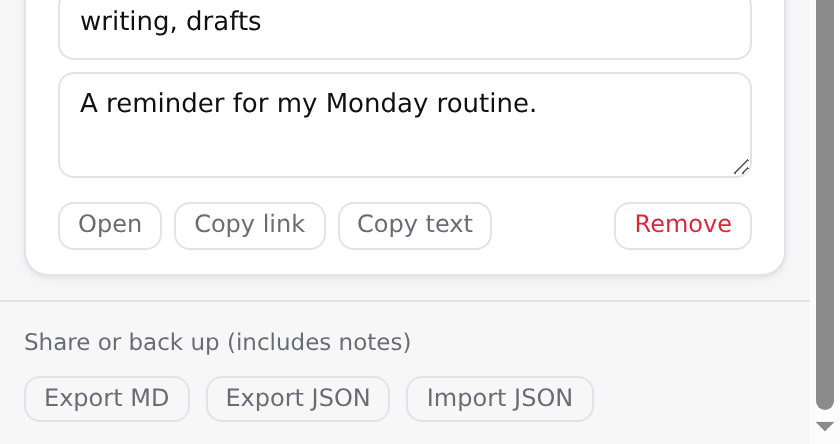 writing, drafts
A reminder for my Monday routine.
Open Copy link Copy text Remove
Share or back up (includes notes)
Export MD Export JSON Import JSON